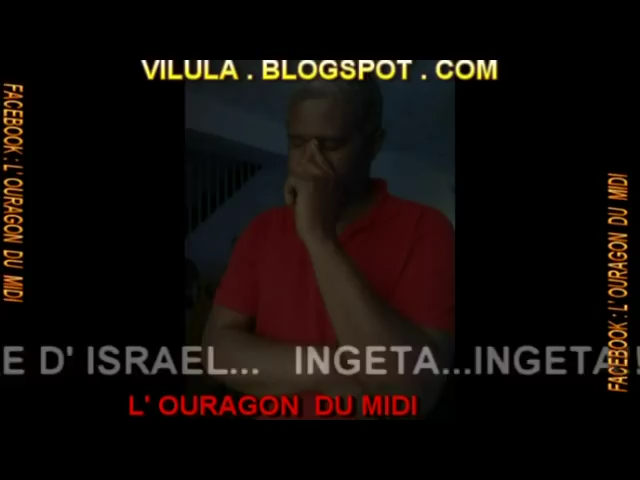 VILULA . BLOGSPOT . COM
FACEBOOK : L' OURAGON DU MIDI
FACEBOOK : L' OURAGON DU MIDI
E D' ISRAEL... INGETA...INGETA !
L' OURAGON DU MIDI